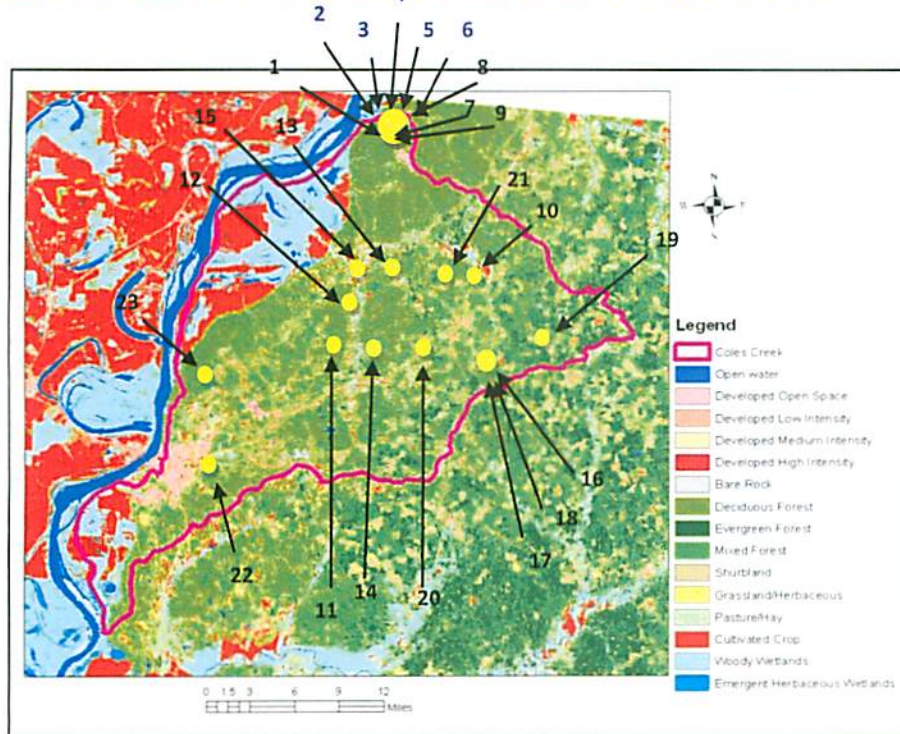 2 3 5 6
1 8
7
9
15 13
12 21
10
19
23
16
18
17
22 11 14 20
N
W
Legend
Coles Creek
Open water
Developed Open Space
Developed Low Intensity
Developed Medium Intensity
Developed High Intensity
Bare Rock
Deciduous Forest
Evergreen Forest
Mixed Forest
Shurbland
Grassland/Herbaceous
Pasture/Hay
Cultivated Crop
Woody Wetlands
Emergent Herbaceous Wetlands
0 1.5 3 6 9 12
Miles